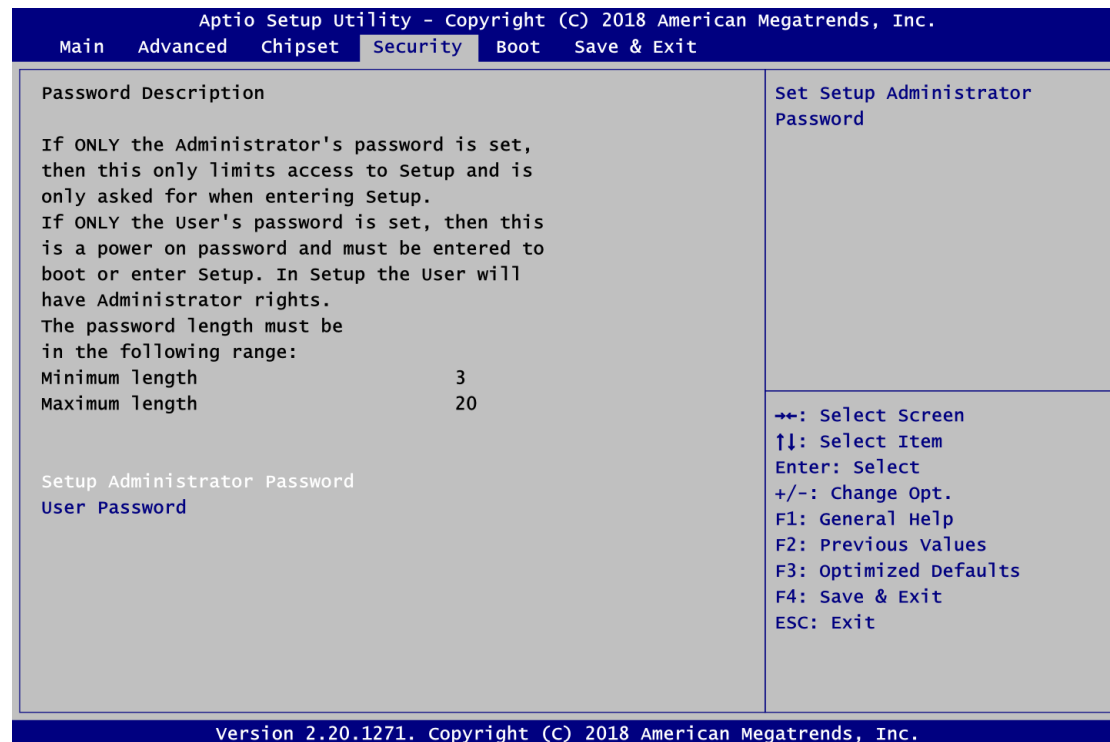 Aptio Setup Utility - Copyright (C) 2018 American Megatrends, Inc.
Main Advanced Chipset Security Boot Save & Exit
Password Description
If ONLY the Administrator's password is set,
then this only limits access to Setup and is
only asked for when entering Setup.
If ONLY the User's password is set, then this
is a power on password and must be entered to
boot or enter Setup. In Setup the User will
have Administrator rights.
The password length must be
in the following range:
Minimum length 3
Maximum length 20
Setup Administrator Password
User Password
Set Setup Administrator
Password
→←: Select Screen
↑↓: Select Item
Enter: Select
+/-: Change Opt.
F1: General Help
F2: Previous Values
F3: Optimized Defaults
F4: Save & Exit
ESC: Exit
Version 2.20.1271. Copyright (C) 2018 American Megatrends, Inc.